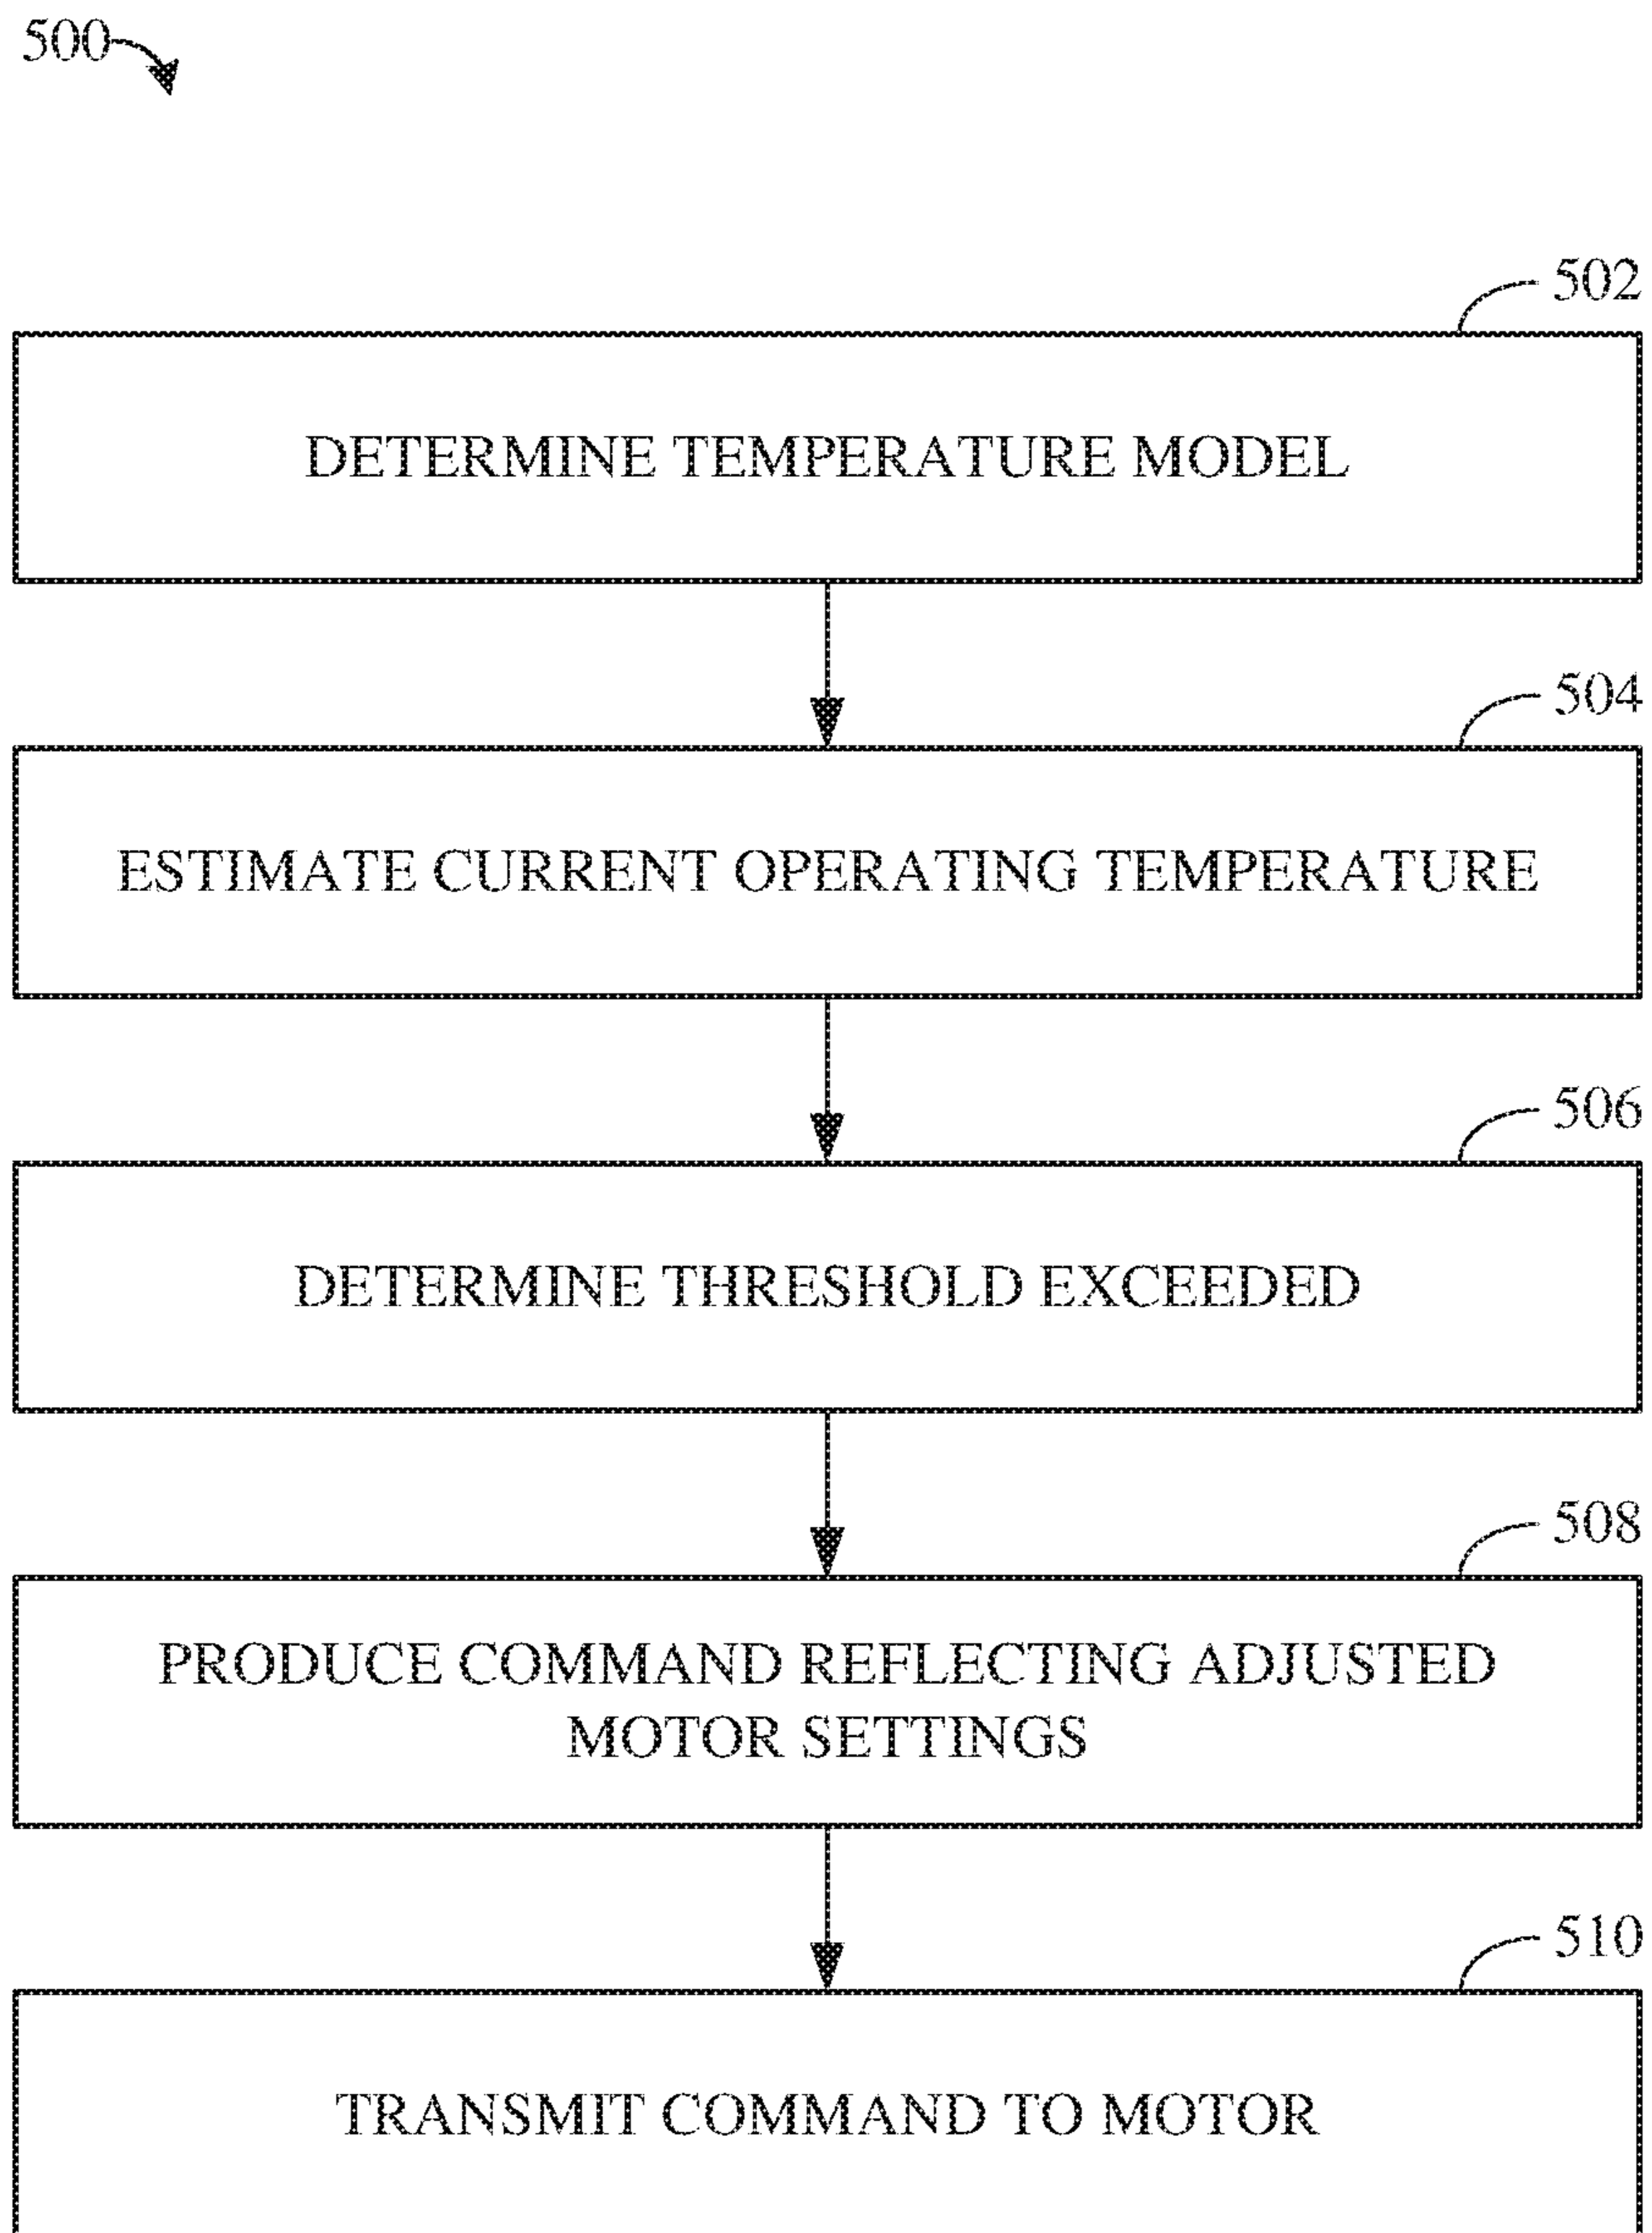 500
502
DETERMINE TEMPERATURE MODEL
504
ESTIMATE CURRENT OPERATING TEMPERATURE
506
DETERMINE THRESHOLD EXCEEDED
508
PRODUCE COMMAND REFLECTING ADJUSTED
MOTOR SETTINGS
510
TRANSMIT COMMAND TO MOTOR